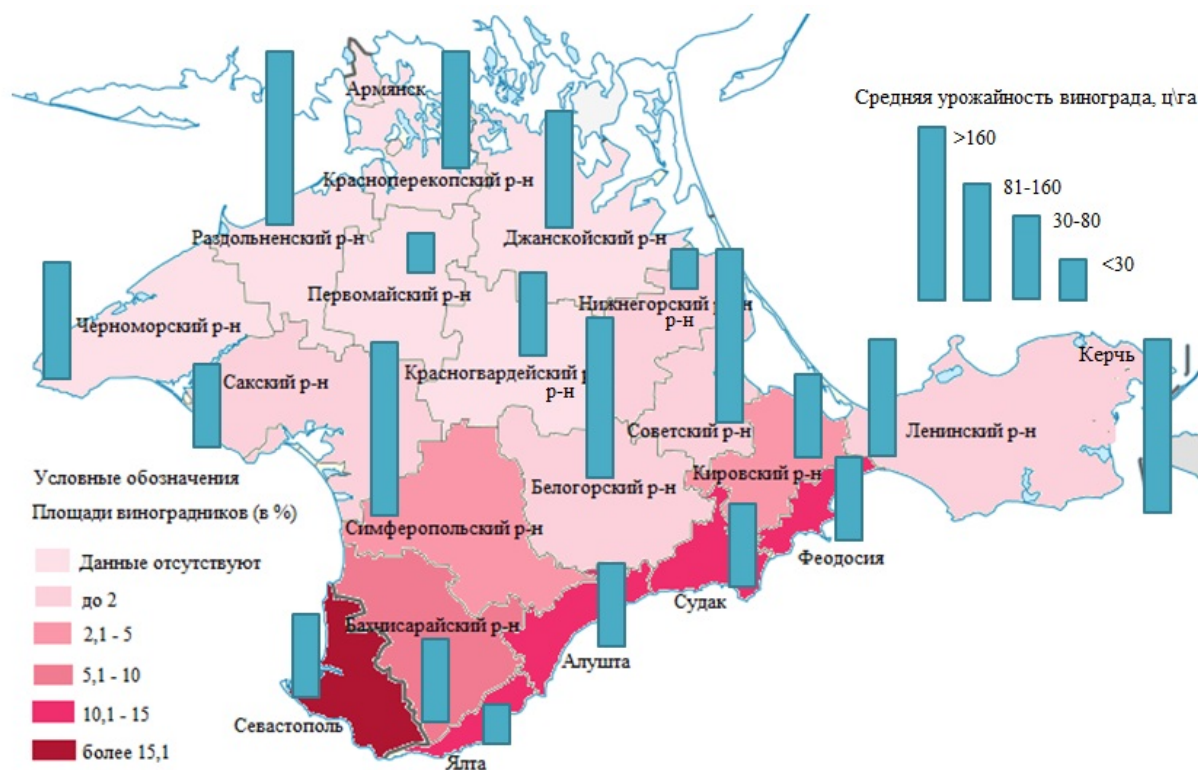 Армянск
Средняя урожайность винограда, ц\га
>160
81-160
30-80
<30
Красноперекопский р-н
Раздольненский р-н
Джанскойский р-н
Первомайский р-н
Нижнегорский р-н
р-н
Черноморский р-н
Сакский р-н
Красногвардейский р
р-н
Керчь
Советский р-н
Ленинский р-н
Кировский р-н
Белогорский р-н
Симферопольский р-н
Феодосия
Судак
Бахчисарайский р-н
Алушта
Севастополь
Ялта
Условные обозначения
Площади виноградников (в %)
Данные отсутствуют
до 2
2,1 - 5
5,1 - 10
10,1 - 15
более 15,1